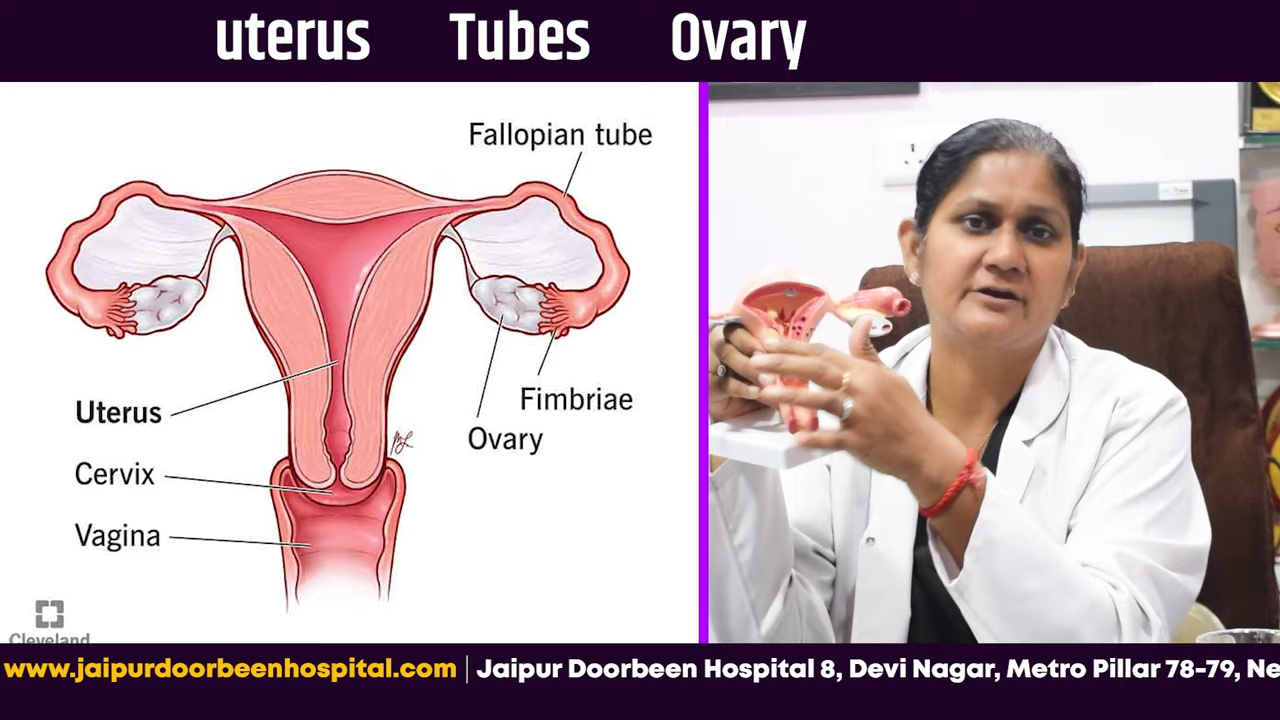 uterus Tubes Ovary
Fallopian tube
Uterus
Fimbriae
Ovary
Cervix
Vagina
Cleveland
www.jaipurdoorbeenhospital.com | Jaipur Doorbeen Hospital 8, Devi Nagar, Metro Pillar 78-79, Ne